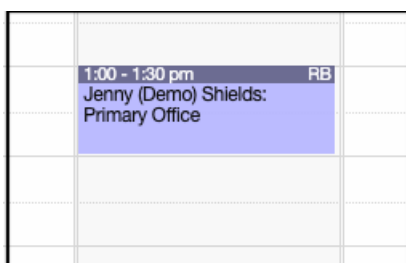 1:00 - 1:30 pm RB
Jenny (Demo) Shields:
Primary Office